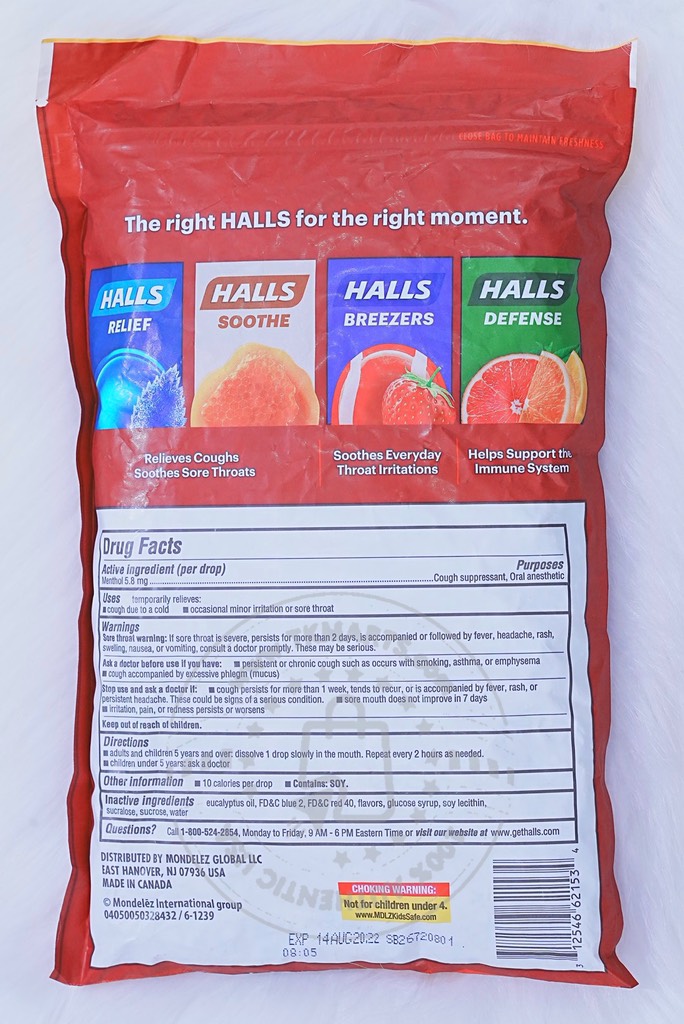 CLOSE BAG TO MAINTAIN FRESHNESS
The right HALLS for the right moment.
HALLS
RELIEF
HALLS
SOOTHE
HALLS
BREEZERS
HALLS
DEFENSE
Relieves Coughs
Soothes Sore Throats
Soothes Everyday
Throat Irritations
Helps Support the
Immune System
Drug Facts
Active ingredient (per drop) Purposes
Menthol 5.8 mg ........ Cough suppressant, Oral anesthetic
Uses temporarily relieves:
■ cough due to a cold ■ occasional minor irritation or sore throat
Warnings
Sore throat warning: If sore throat is severe, persists for more than 2 days, is accompanied or followed by fever, headache, rash,
swelling, nausea, or vomiting, consult a doctor promptly. These may be serious.
Ask a doctor before use if you have: ■ persistent or chronic cough such as occurs with smoking, asthma, or emphysema
■ cough accompanied by excessive phlegm (mucus)
Stop use and ask a doctor if: ■ cough persists for more than 1 week, tends to recur, or is accompanied by fever, rash, or
persistent headache. These could be signs of a serious condition. ■ sore mouth does not improve in 7 days
■ irritation, pain, or redness persists or worsens
Keep out of reach of children.
Directions
■ adults and children 5 years and over: dissolve 1 drop slowly in the mouth. Repeat every 2 hours as needed.
■ children under 5 years: ask a doctor
Other information ■ 10 calories per drop ■ Contains: SOY.
Inactive ingredients eucalyptus oil, FD&C blue 2, FD&C red 40, flavors, glucose syrup, soy lecithin,
sucralose, sucrose, water
Questions? Call 1-800-524-2854, Monday to Friday, 9 AM - 6 PM Eastern Time or visit our website at www.gethalls.com
DISTRIBUTED BY MONDELEZ GLOBAL LLC
EAST HANOVER, NJ 07936 USA
MADE IN CANADA
© Mondelēz International group
04050050328432 / 6-1239
CHOKING WARNING:
Not for children under 4.
www.MDLZKidsSafe.com
EXP 14AUG2022 SB26720801
08:05
3 12546 62153 4
100% AUTHENTIC